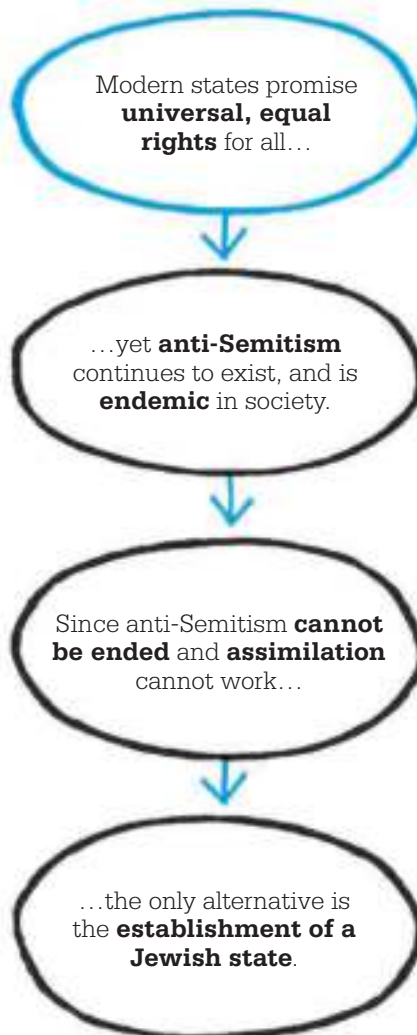 Modern states promise
universal, equal
rights for all…
…yet anti-Semitism
continues to exist, and is
endemic in society.
Since anti-Semitism cannot
be ended and assimilation
cannot work…
…the only alternative is
the establishment of a
Jewish state.